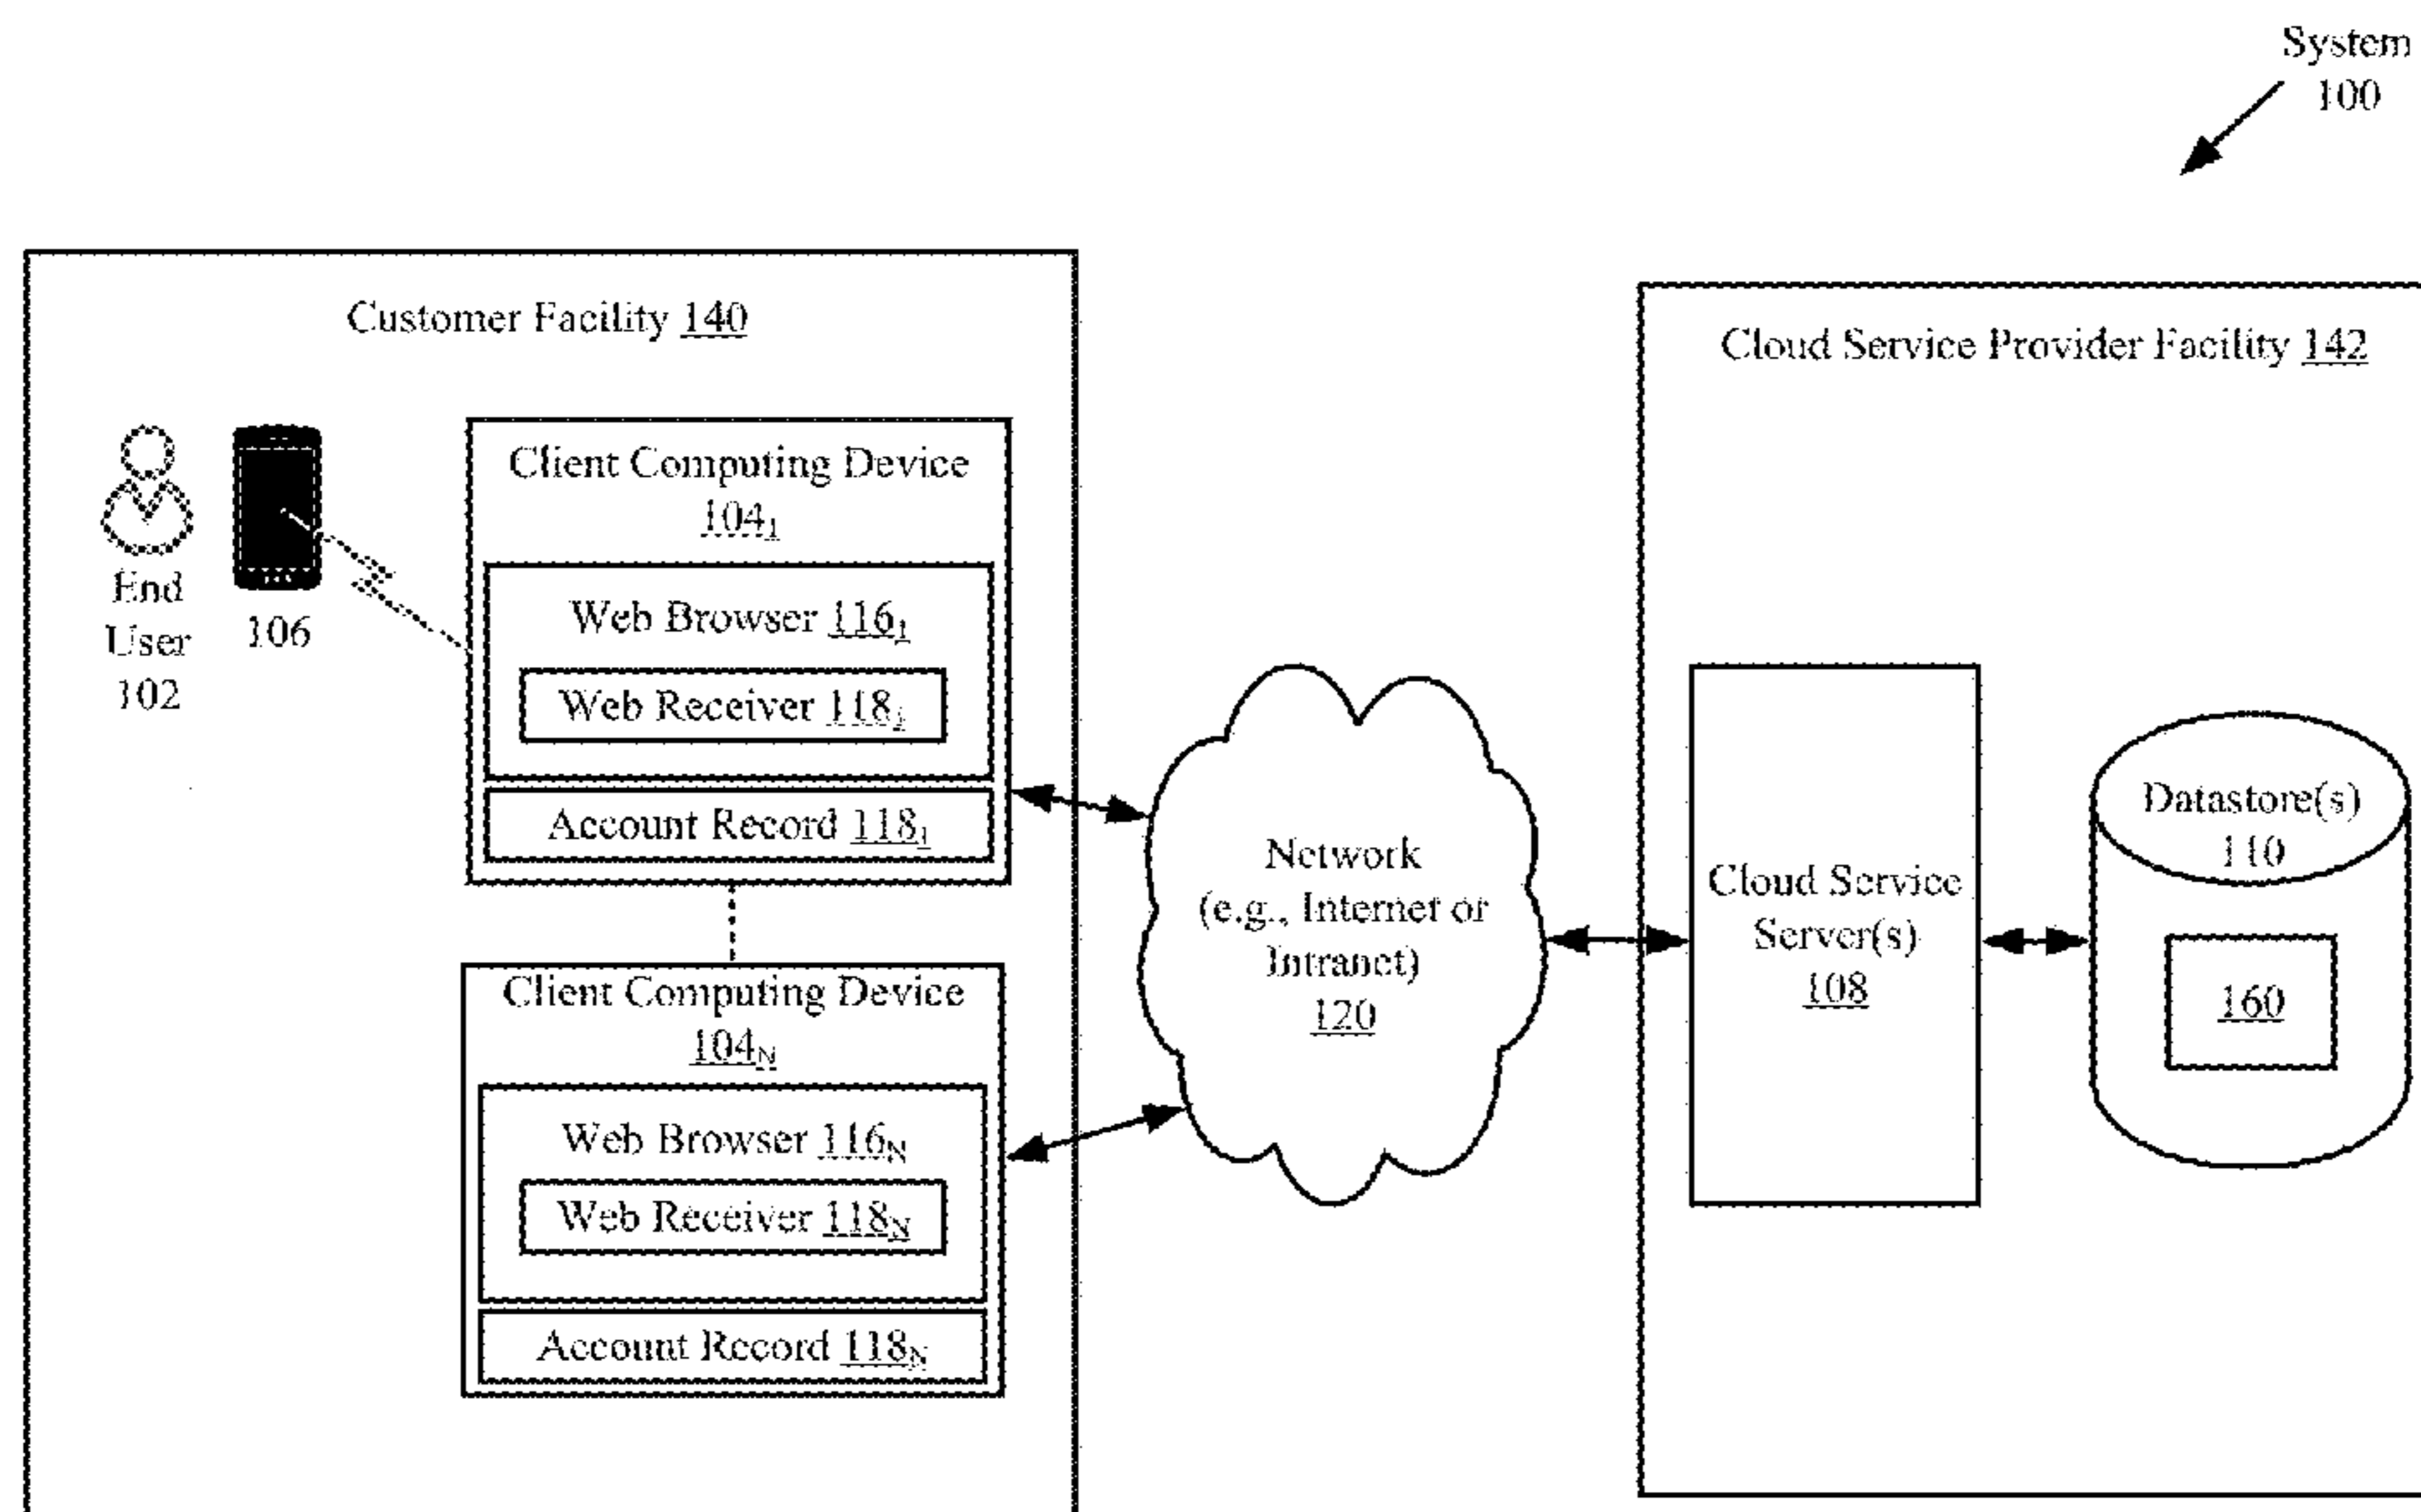 System
100
Customer Facility 140
End
User
102
106
Client Computing Device
104₁
Web Browser 116₁
Web Receiver 118₁
Account Record 118₁
Client Computing Device
104N
Web Browser 116N
Web Receiver 118N
Account Record 118N
Network
(e.g., Internet or
Intranet)
120
Cloud Service Provider Facility 142
Cloud Service
Server(s)
108
Datastore(s)
110
160